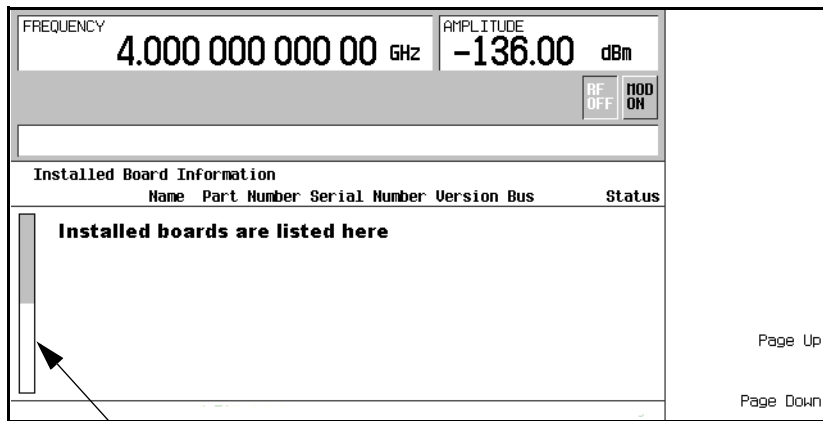 FREQUENCY
4.000 000 000 00 GHz
AMPLITUDE
-136.00 dBm
RF OFF
MOD ON
Installed Board Information
Name Part Number Serial Number Version Bus Status
Installed boards are listed here
Page Up
Page Down